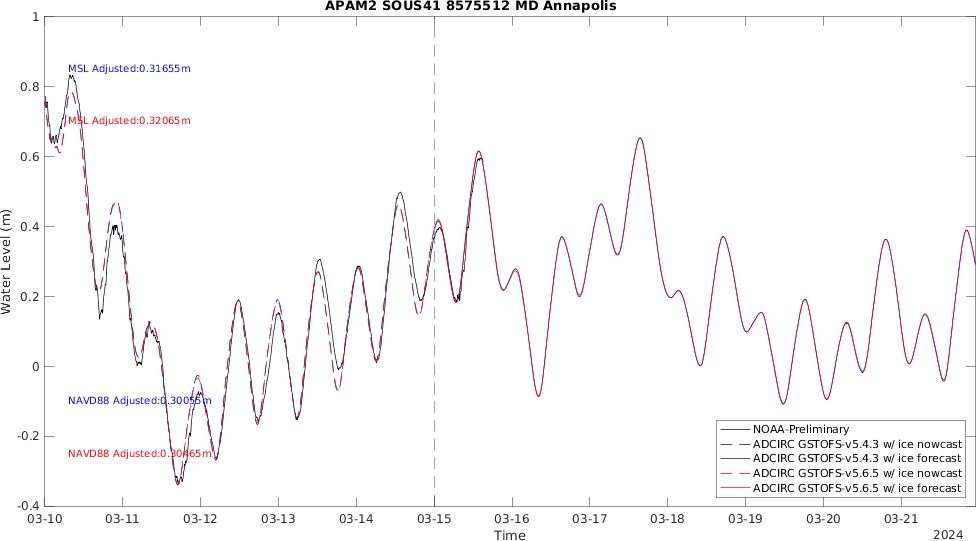 APAM2 SOUS41 8575512 MD Annapolis
1
0.8
0.6
0.4
0.2
0
-0.2
-0.4
Water Level (m)
MSL Adjusted:0.31655m
MSL Adjusted:0.32065m
NAVD88 Adjusted:0.30055m
NAVD88 Adjusted:0.30465m
NOAA-Preliminary
ADCIRC GSTOFS-v5.4.3 w/ ice nowcast
ADCIRC GSTOFS-v5.4.3 w/ ice forecast
ADCIRC GSTOFS-v5.6.5 w/ ice nowcast
ADCIRC GSTOFS-v5.6.5 w/ ice forecast
03-10 03-11 03-12 03-13 03-14 03-15 03-16 03-17 03-18 03-19 03-20 03-21
Time
2024